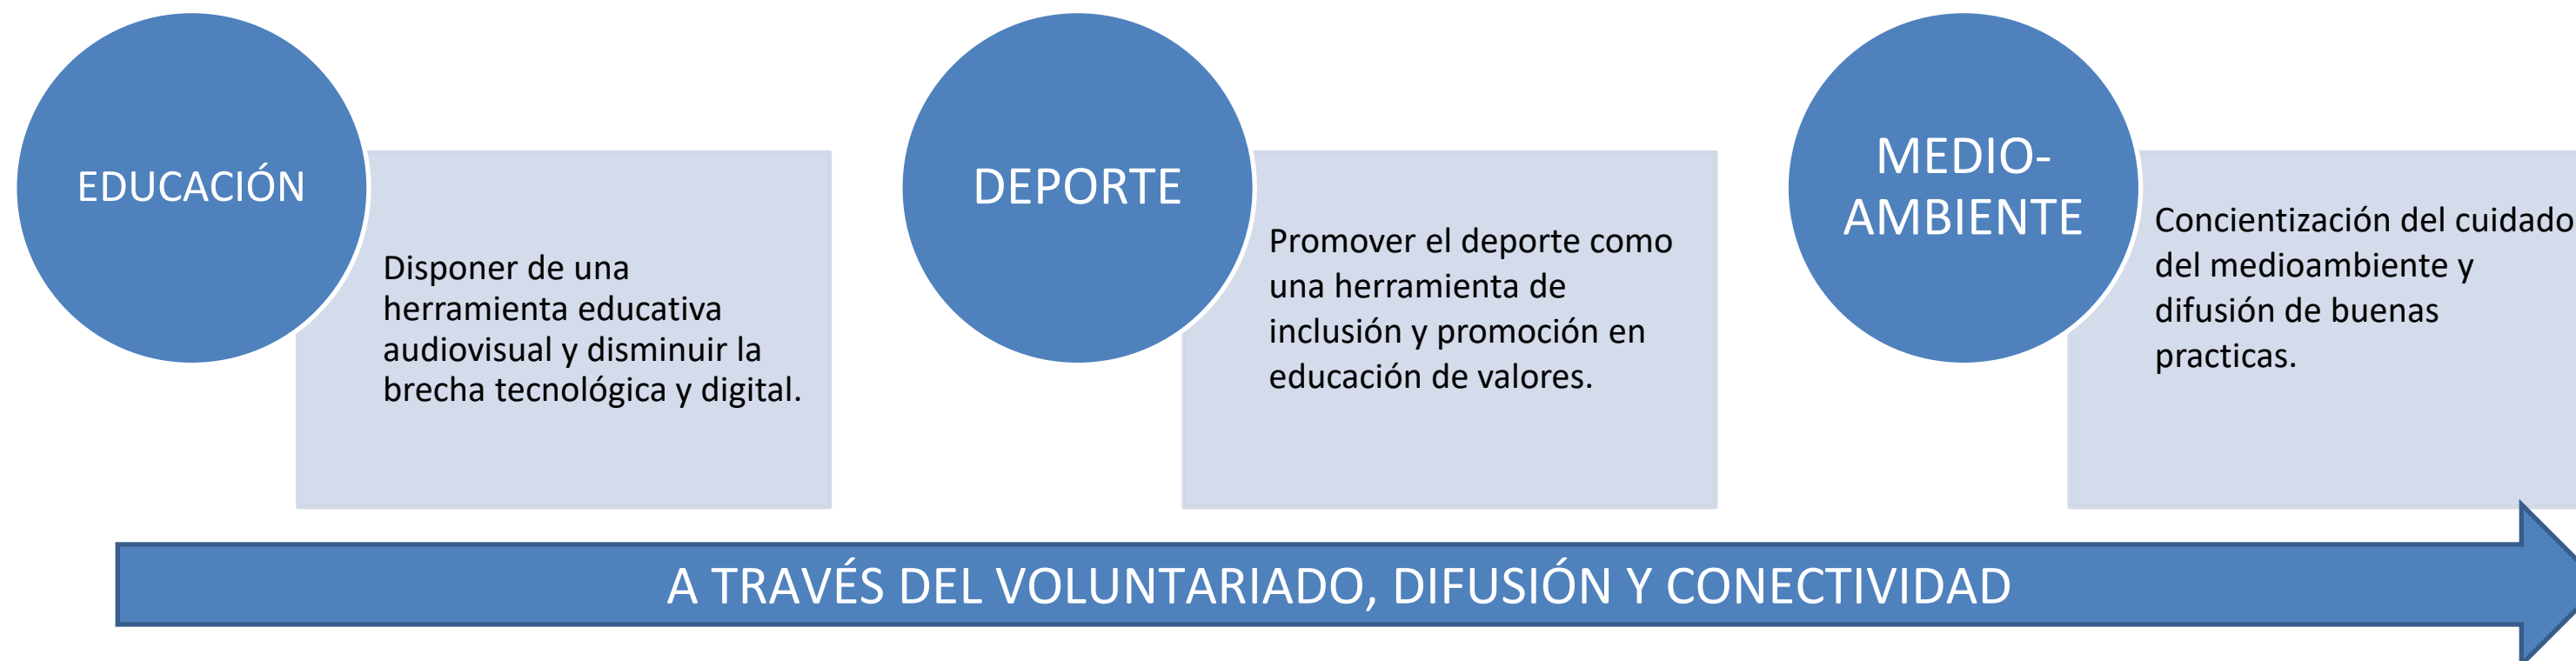 EDUCACIÓN
Disponer de una
herramienta educativa
audiovisual y disminuir la
brecha tecnológica y digital.
DEPORTE
Promover el deporte como
una herramienta de
inclusión y promoción en
educación de valores.
MEDIO-
AMBIENTE
Concientización del cuidado
del medioambiente y
difusión de buenas
practicas.
A TRAVÉS DEL VOLUNTARIADO, DIFUSIÓN Y CONECTIVIDAD